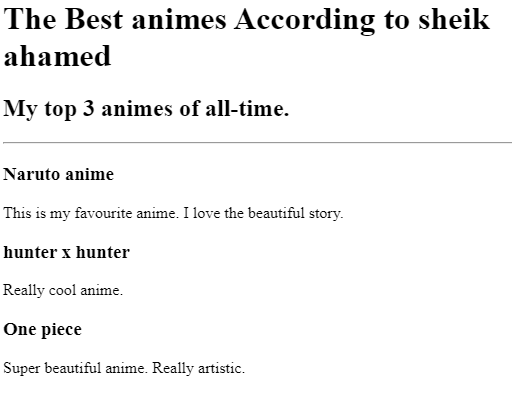 The Best animes According to sheik
ahamed
My top 3 animes of all-time.
Naruto anime
This is my favourite anime. I love the beautiful story.
hunter x hunter
Really cool anime.
One piece
Super beautiful anime. Really artistic.